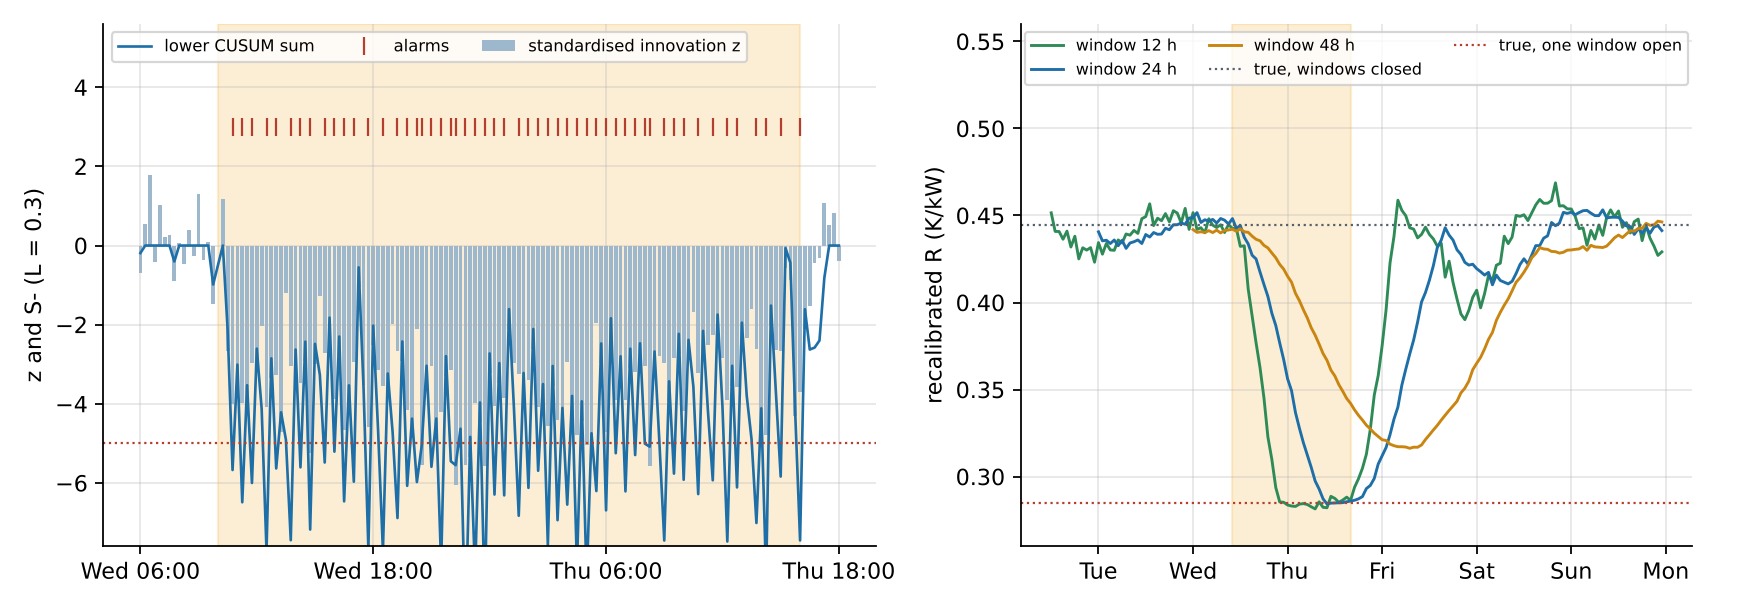 lower CUSUM sum
alarms
standardised innovation z
z and S- (L = 0.3)
4
2
0
−2
−4
−6
Wed 06:00
Wed 18:00
Thu 06:00
Thu 18:00
window 12 h
window 24 h
window 48 h
true, windows closed
true, one window open
recalibrated R (K/kW)
0.55
0.50
0.45
0.40
0.35
0.30
Tue
Wed
Thu
Fri
Sat
Sun
Mon